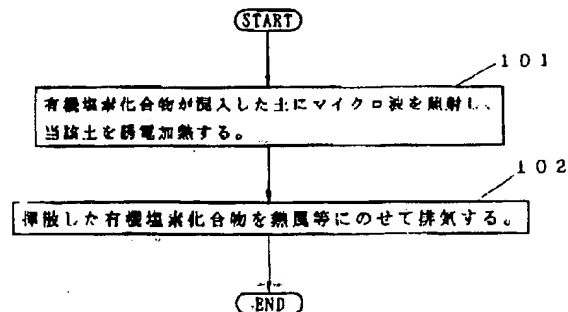 START
101
有機塩素化合物が混入した土にマイクロ波を照射し、
当該土を誘電加熱する。
102
揮散した有機塩素化合物を熱風等にのせて排気する。
END